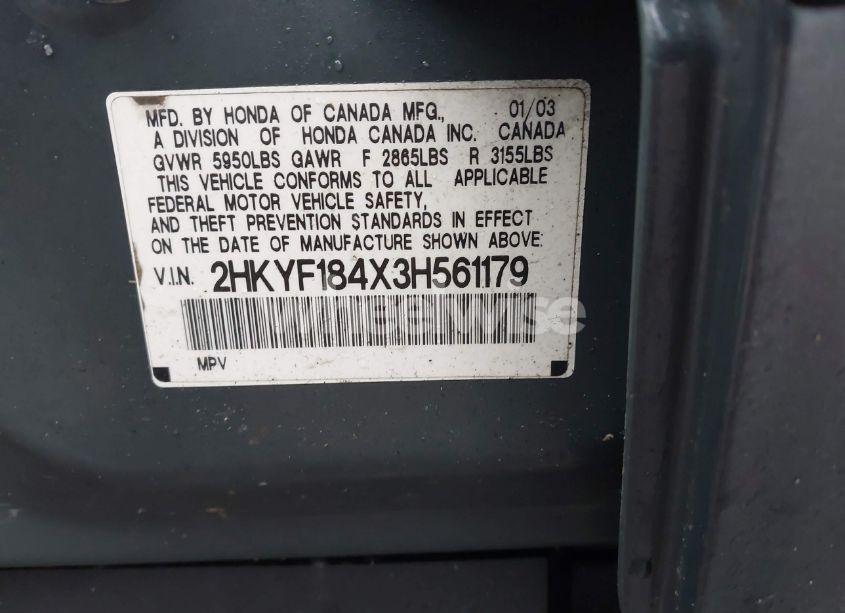 MFD. BY HONDA OF CANADA MFG., 01/03
A DIVISION OF HONDA CANADA INC. CANADA
GVWR 5950LBS GAWR F 2865LBS R 3155LBS
THIS VEHICLE CONFORMS TO ALL APPLICABLE
FEDERAL MOTOR VEHICLE SAFETY,
AND THEFT PREVENTION STANDARDS IN EFFECT
ON THE DATE OF MANUFACTURE SHOWN ABOVE.
V.I.N. 2HKYF184X3H561179
wheelwise
MPV